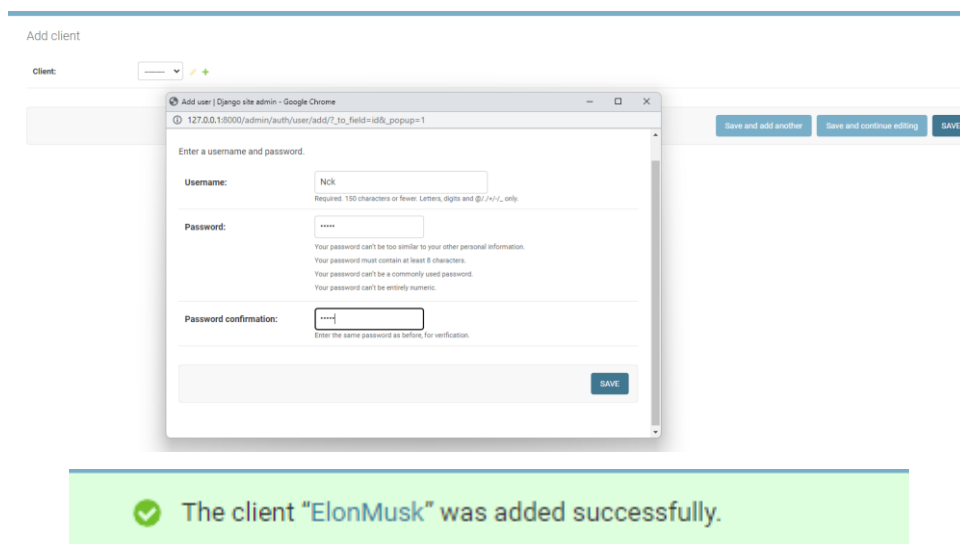 Add client
Client:
Add user | Django site admin - Google Chrome
127.0.0.1:8000/admin/auth/user/add/?_to_field=id&_popup=1
Save and add another Save and continue editing SAVE
Enter a username and password.
Username: Nck
Required. 150 characters or fewer. Letters, digits and @/./+/-/_ only.
Password: •••••
Your password can't be too similar to your other personal information.
Your password must contain at least 8 characters.
Your password can't be a commonly used password.
Your password can't be entirely numeric.
Password confirmation: •••••
Enter the same password as before, for verification.
SAVE
The client “ElonMusk” was added successfully.